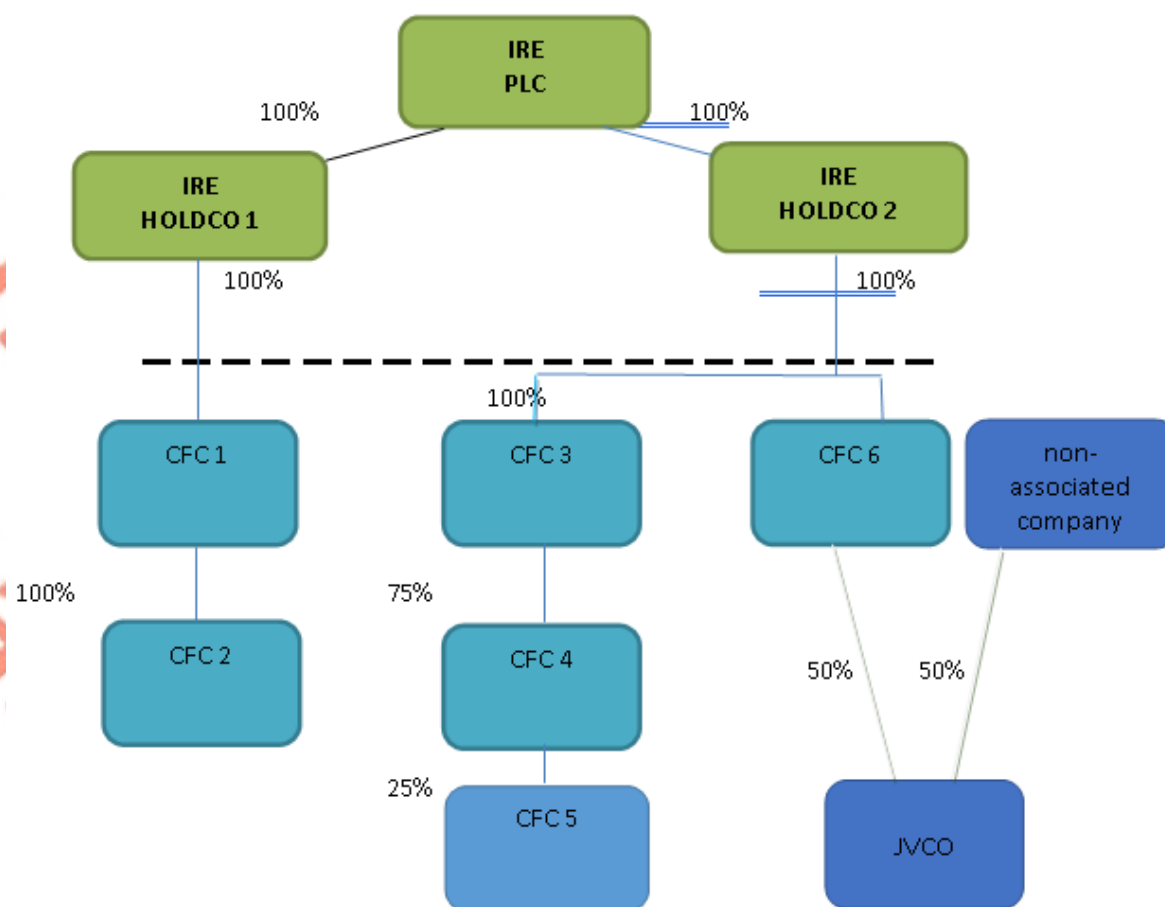 IRE
PLC
100%
100%
IRE
HOLDCO 1
IRE
HOLDCO 2
100%
100%
100%
CFC 1
CFC 3
CFC 6
non-
associated
company
100%
75%
CFC 2
CFC 4
50%
50%
25%
CFC 5
JVCO